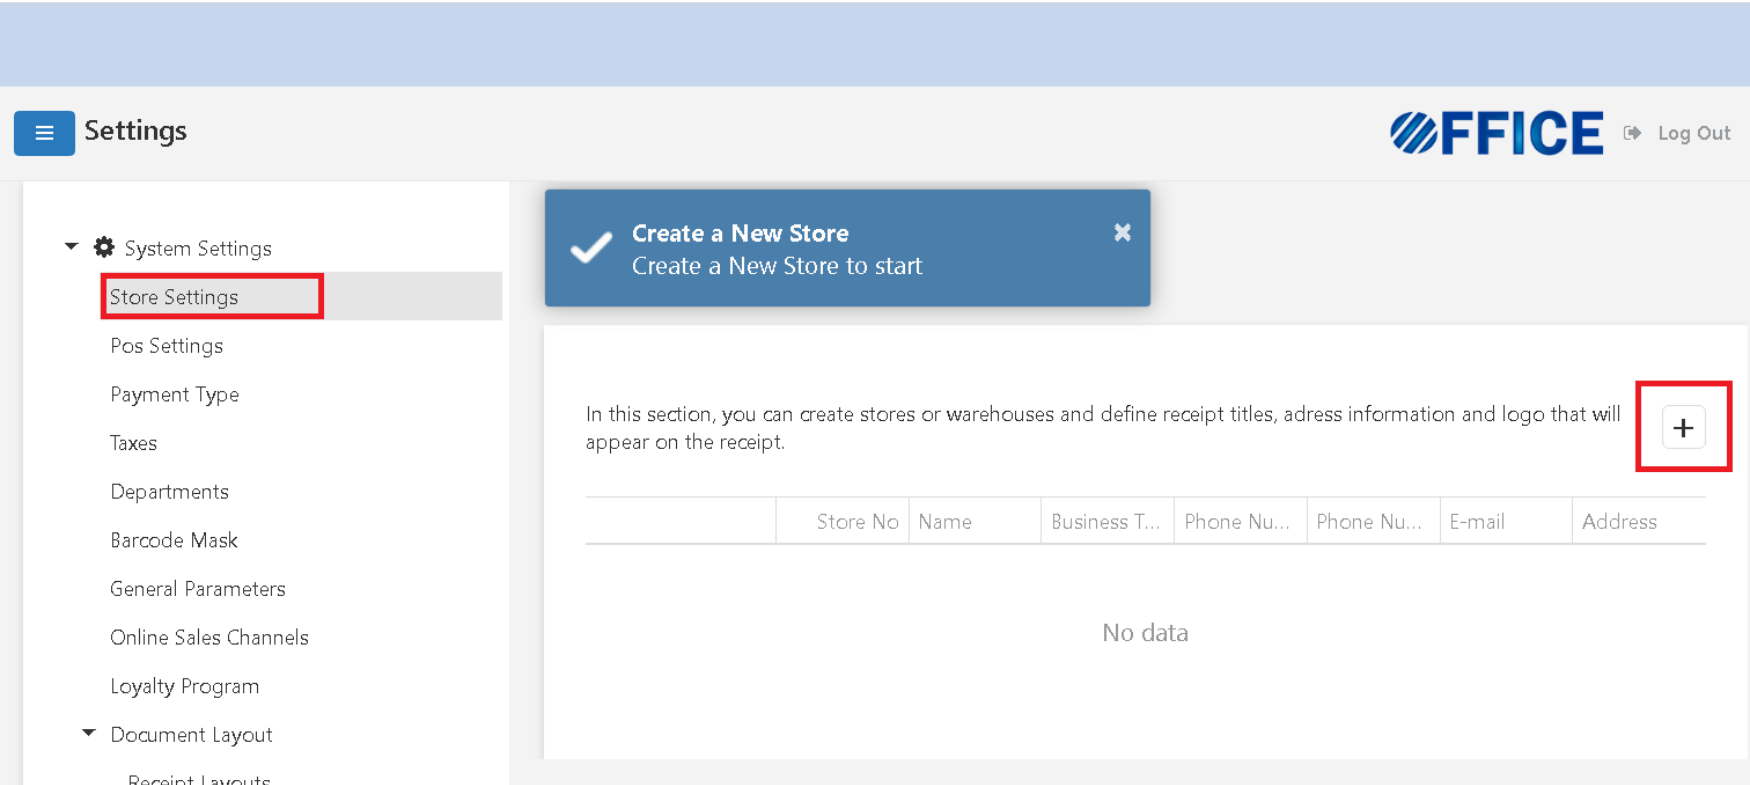 Settings
OFFICE
Log Out
System Settings
Store Settings
Pos Settings
Payment Type
Taxes
Departments
Barcode Mask
General Parameters
Online Sales Channels
Loyalty Program
Document Layout
Receipt Layouts
Create a New Store
Create a New Store to start
In this section, you can create stores or warehouses and define receipt titles, adress information and logo that will
appear on the receipt.
Store No Name Business T... Phone Nu... Phone Nu... E-mail Address
No data